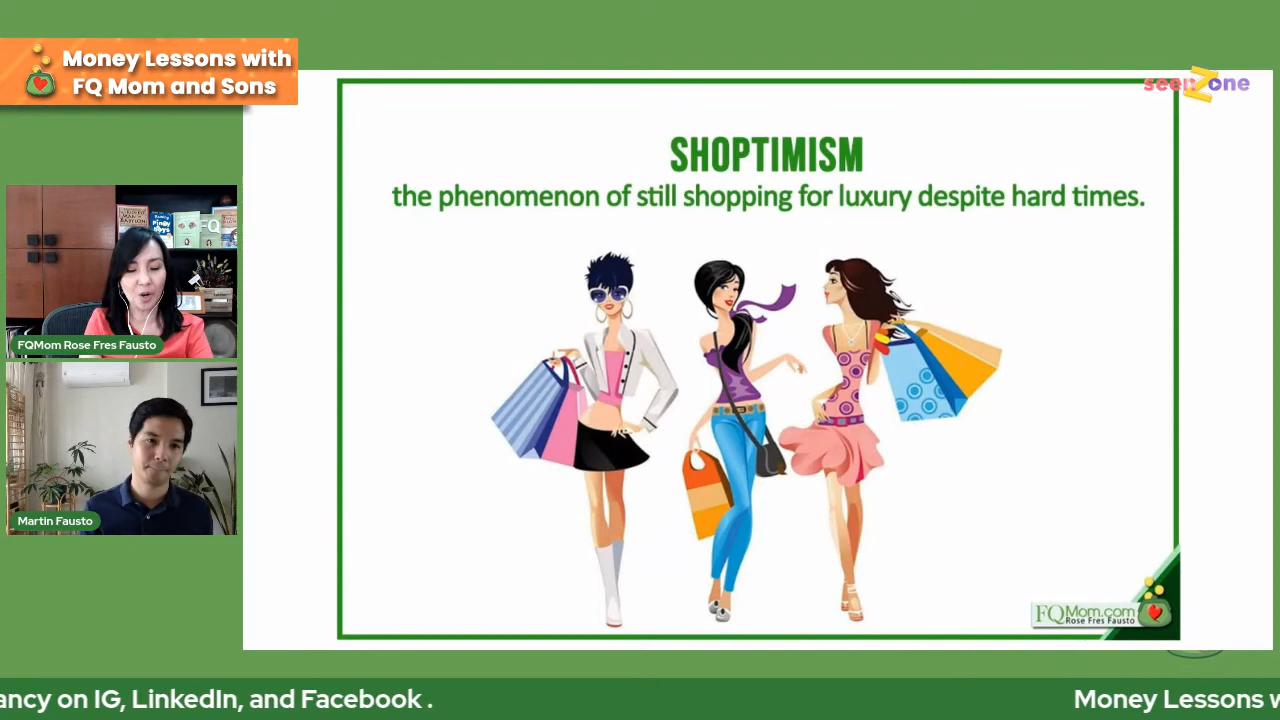 Money Lessons with
FQ Mom and Sons
seenZone
SHOPTIMISM
the phenomenon of still shopping for luxury despite hard times.
FQ
FQMom Rose Fres Fausto
Martin Fausto
FQMom.com
Rose Fres Fausto
ancy on IG, LinkedIn, and Facebook .
Money Lessons w